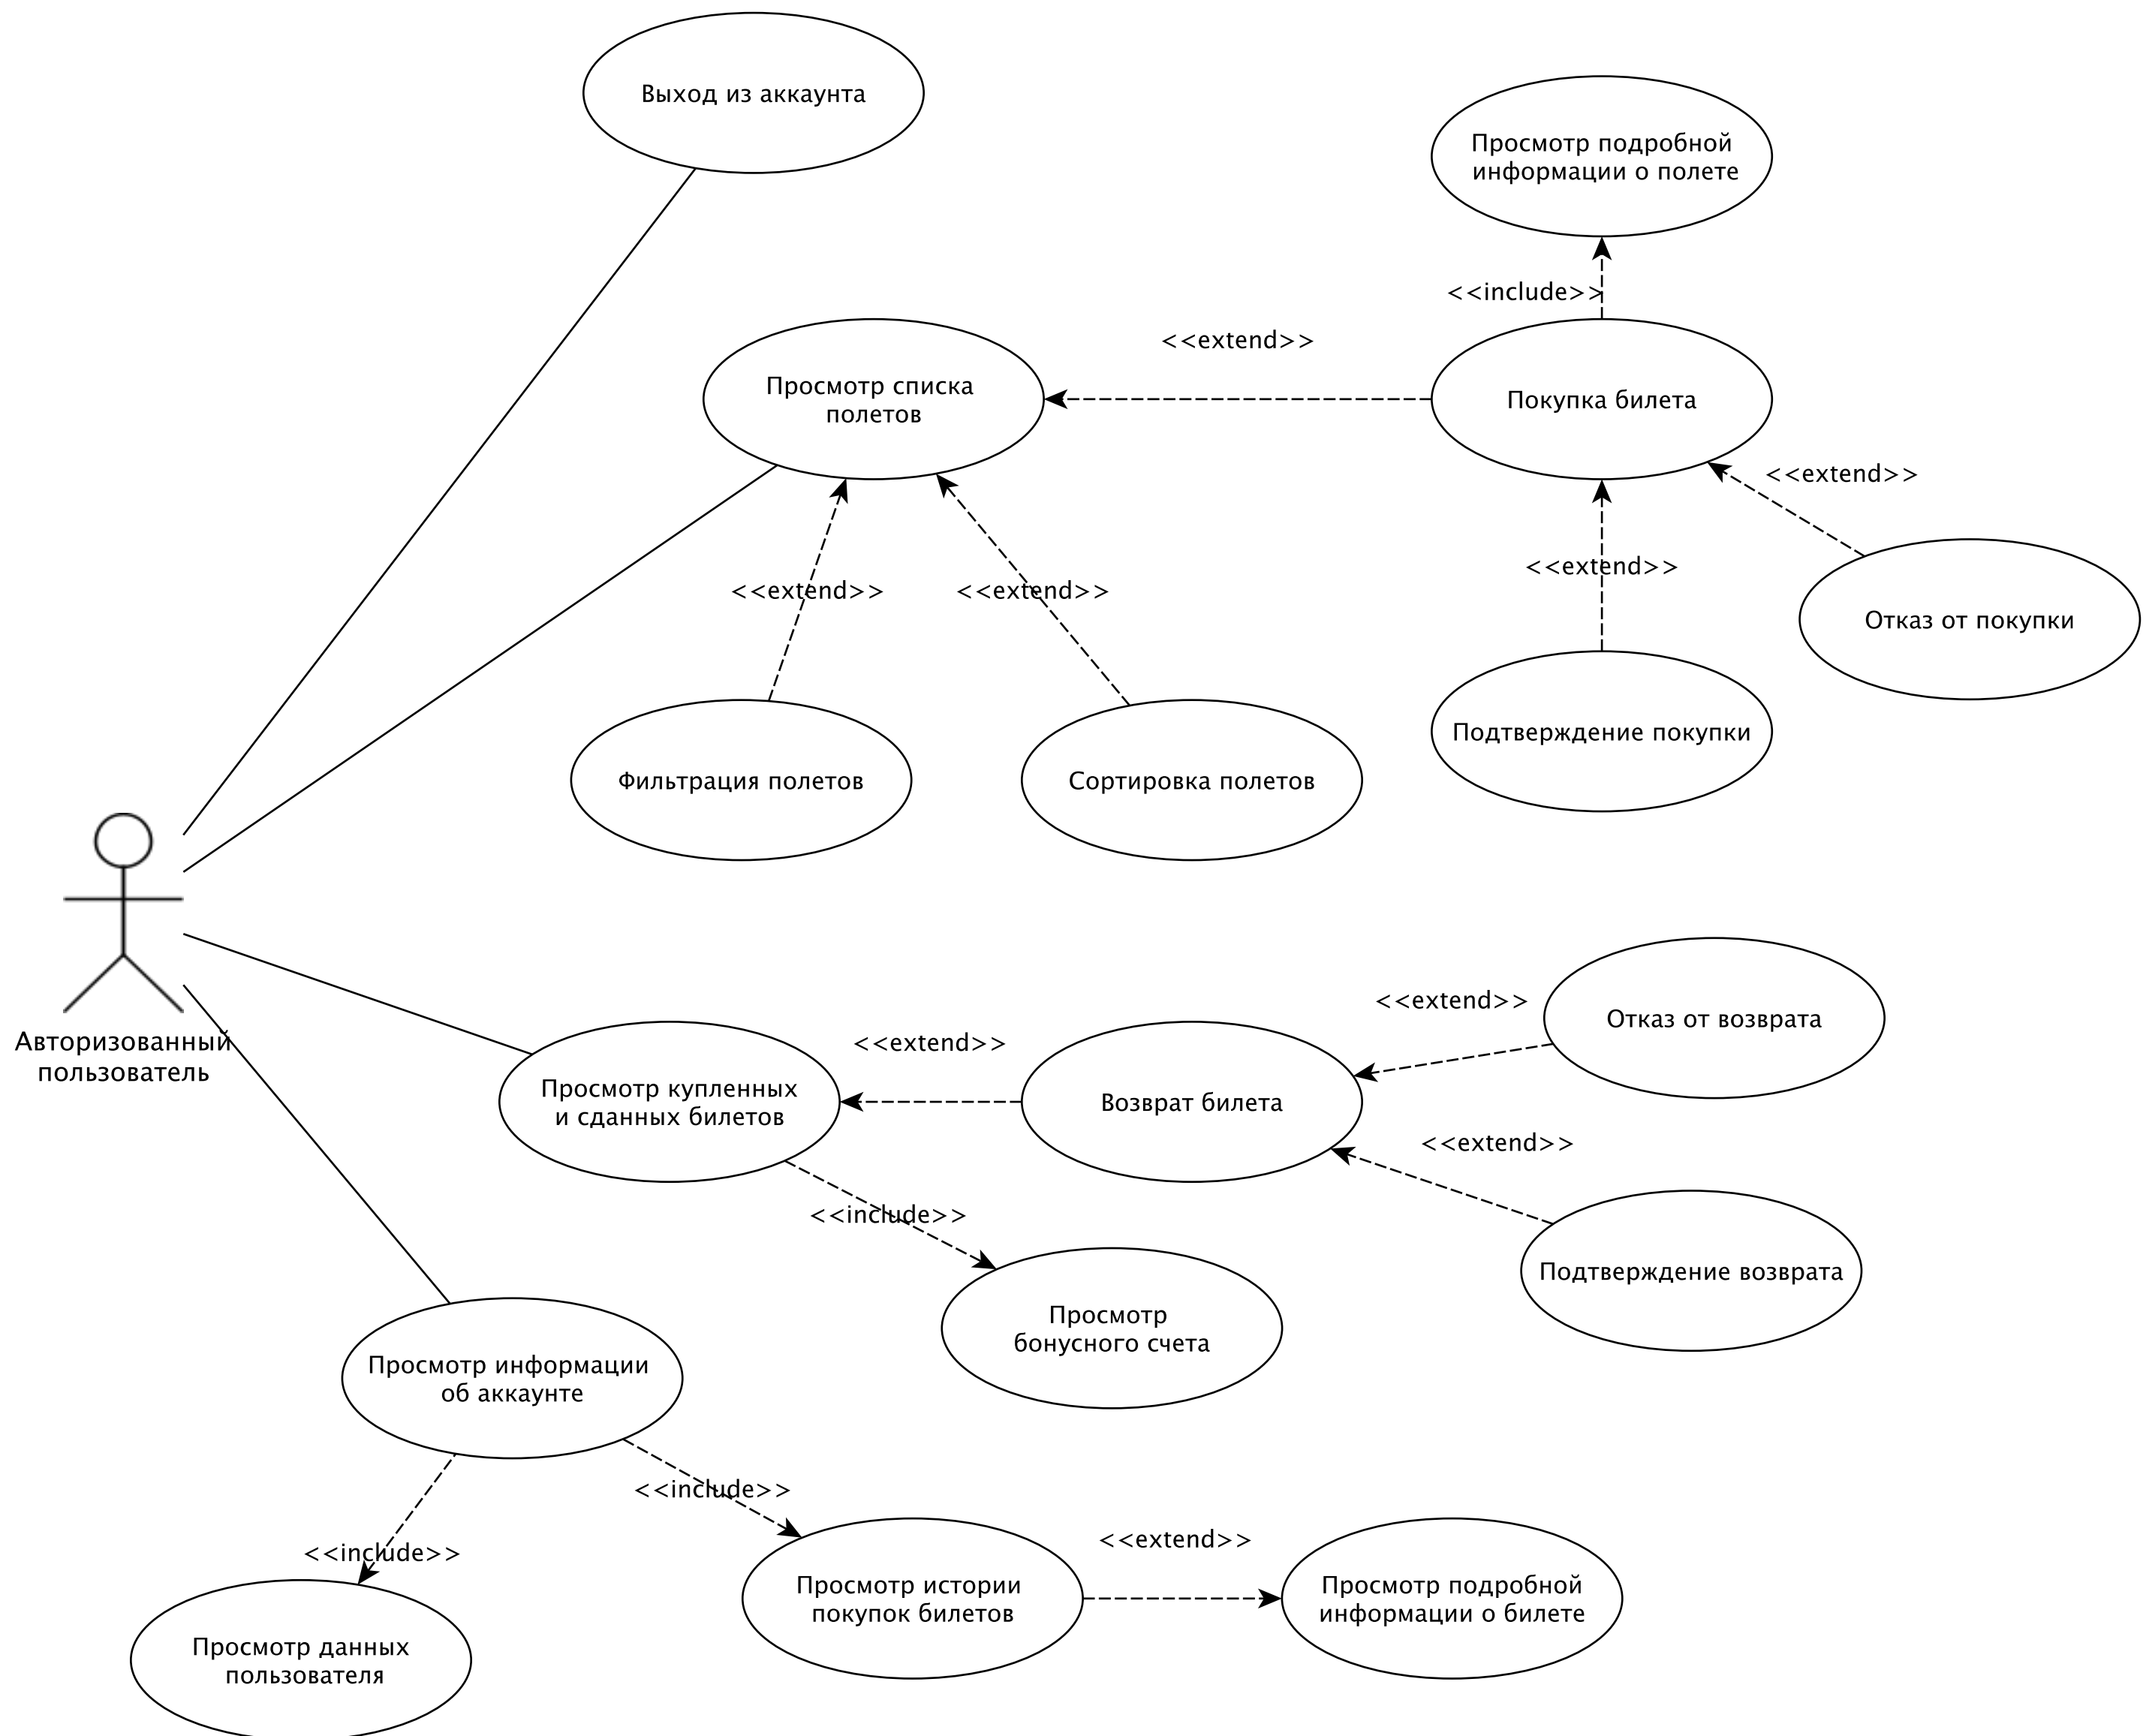 Выход из аккаунта
Просмотр подробной
информации о полете
<<include>>
<<extend>>
Просмотр списка
полетов
Покупка билета
<<extend>>
<<extend>>
<<extend>>
<<extend>>
Отказ от покупки
Подтверждение покупки
Фильтрация полетов
Сортировка полетов
Авторизованный
пользователь
<<extend>>
Отказ от возврата
<<extend>>
Просмотр купленных
и сданных билетов
Возврат билета
<<extend>>
<<include>>
Подтверждение возврата
Просмотр
бонусного счета
Просмотр информации
об аккаунте
<<include>>
<<include>>
<<extend>>
Просмотр истории
покупок билетов
Просмотр подробной
информации о билете
Просмотр данных
пользователя